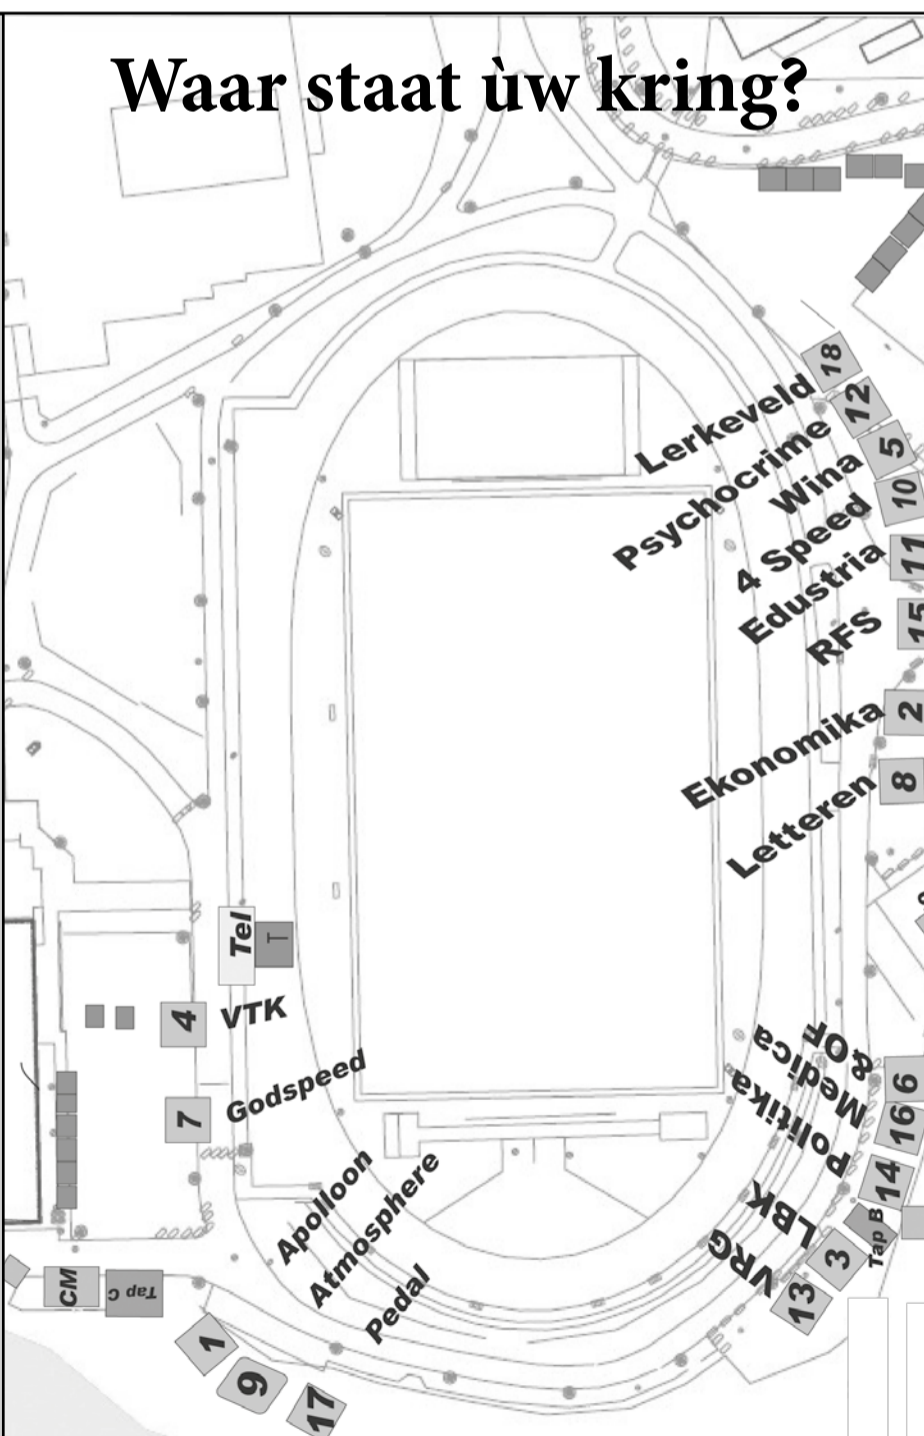 Waar staat ùw kring?
18
Lerkeveld
12
Psychocrime
5
Wina
10
4 Speed
11
Edustria
15
RFS
2
Ekonomika
8
Letteren
Tel
T
4
VTK
7
Godspeed
Apolloon
Atmosphere
Pedal
Medica
& OF
6
Politika
16
14
LBK
Tap B
3
VRG
13
CM
Tap C
1
9
17